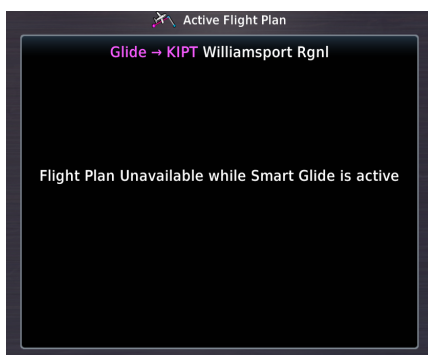 Active Flight Plan
Glide → KIPT Williamsport Rgnl
Flight Plan Unavailable while Smart Glide is active